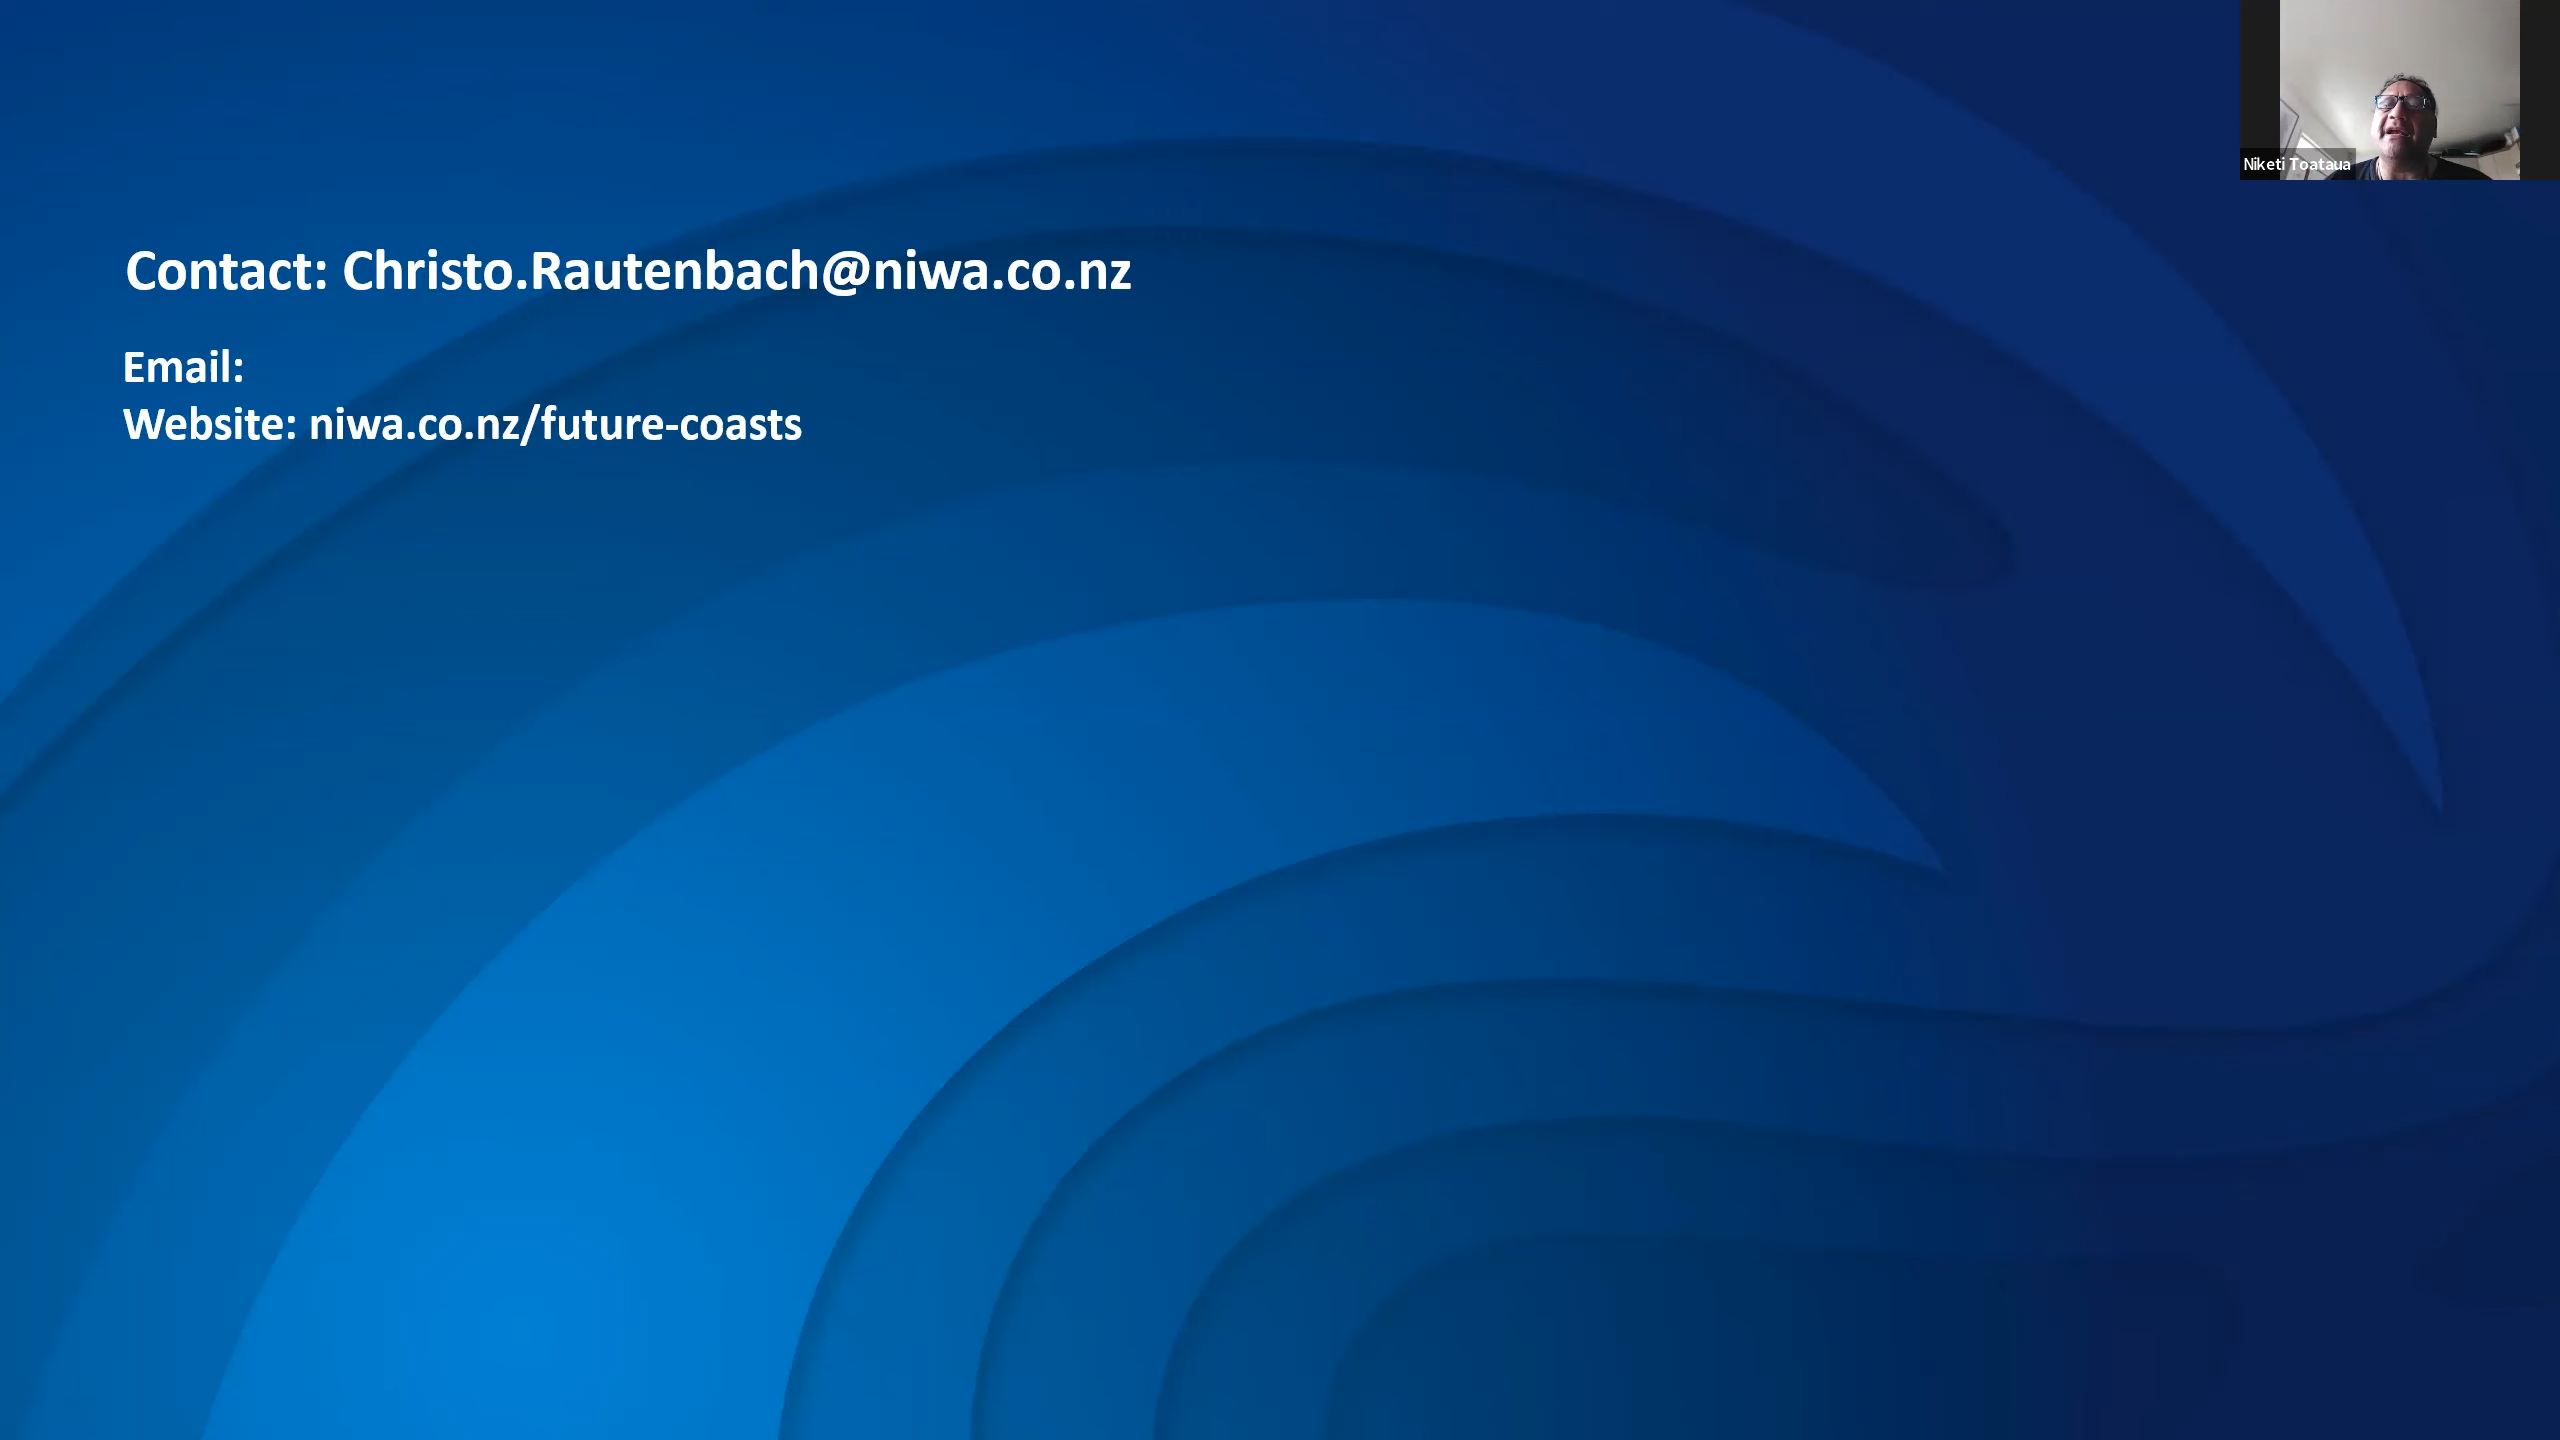 Contact: Christo.Rautenbach@niwa.co.nz
Email:
Website: niwa.co.nz/future-coasts
Niketi Toataua